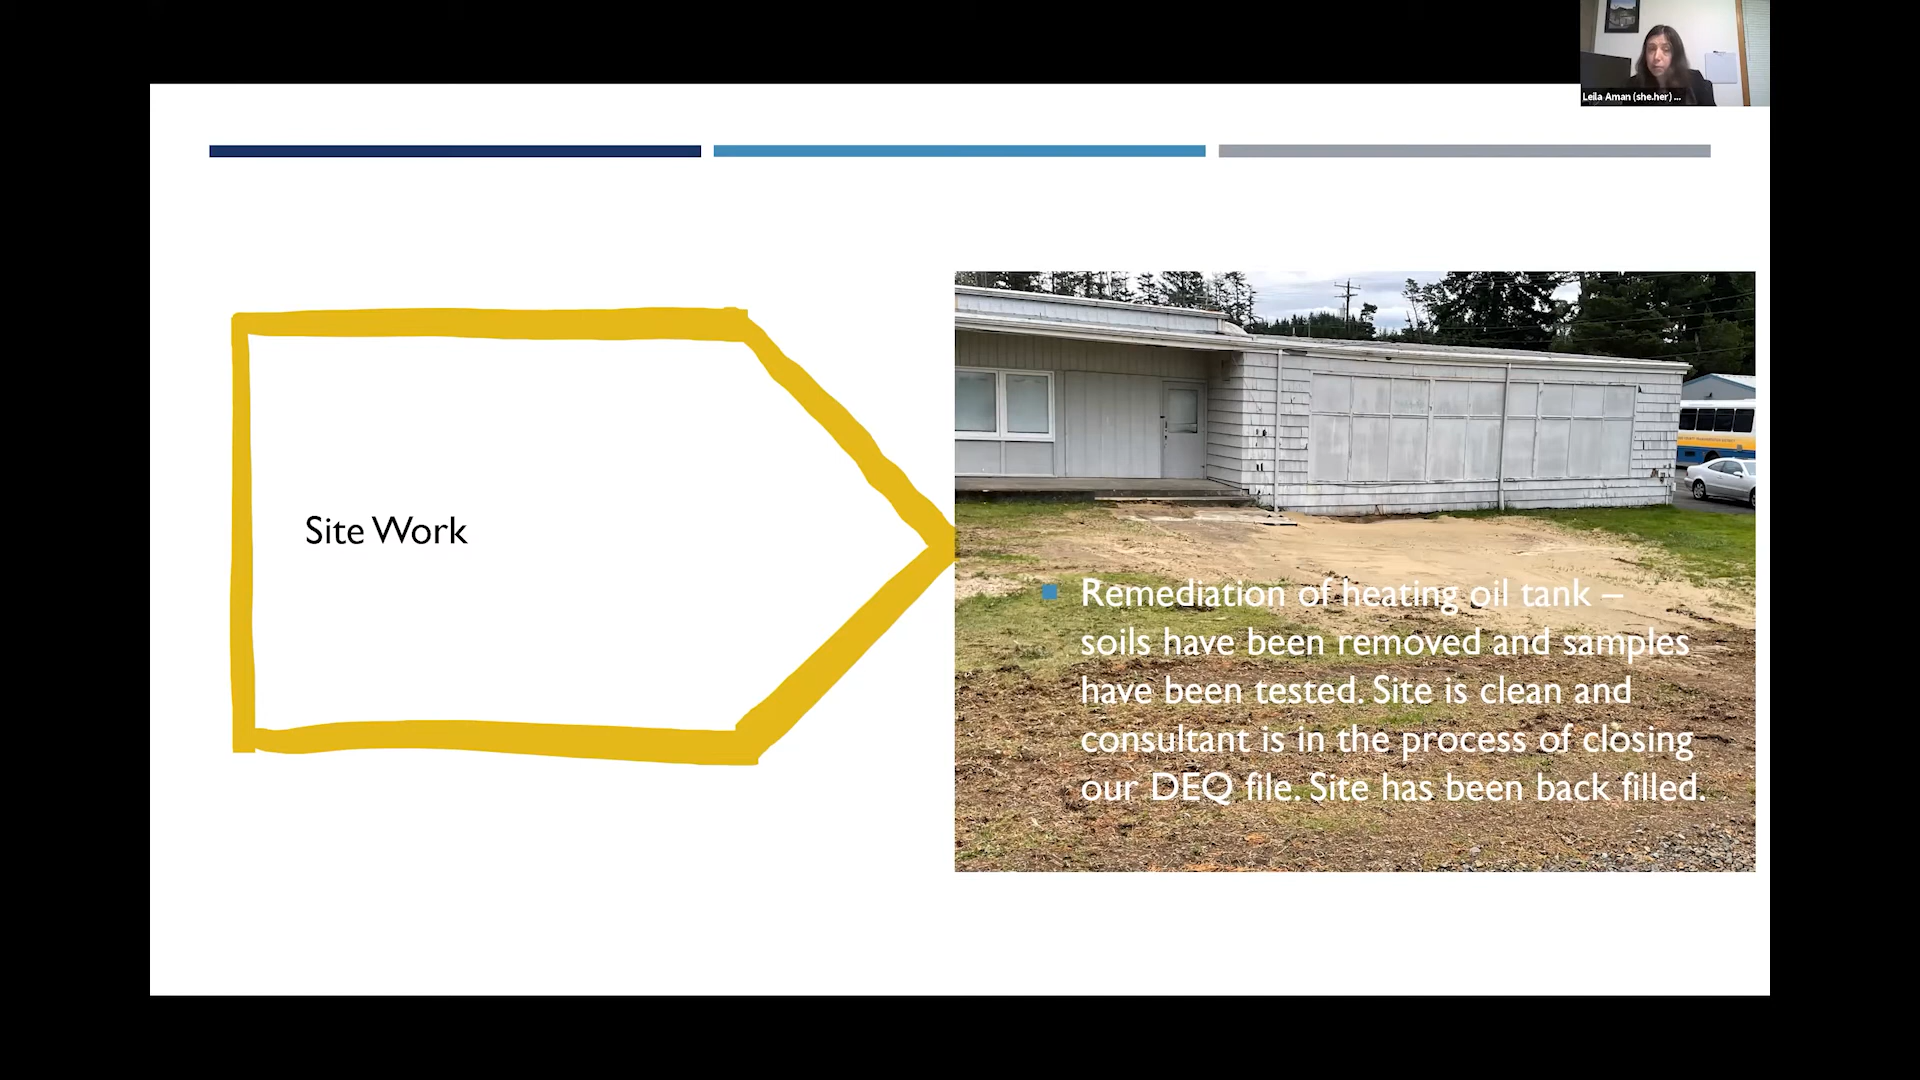 Leila Aman (she.her) ...
Site Work
Remediation of heating oil tank –
soils have been removed and samples
have been tested. Site is clean and
consultant is in the process of closing
our DEQ file. Site has been back filled.